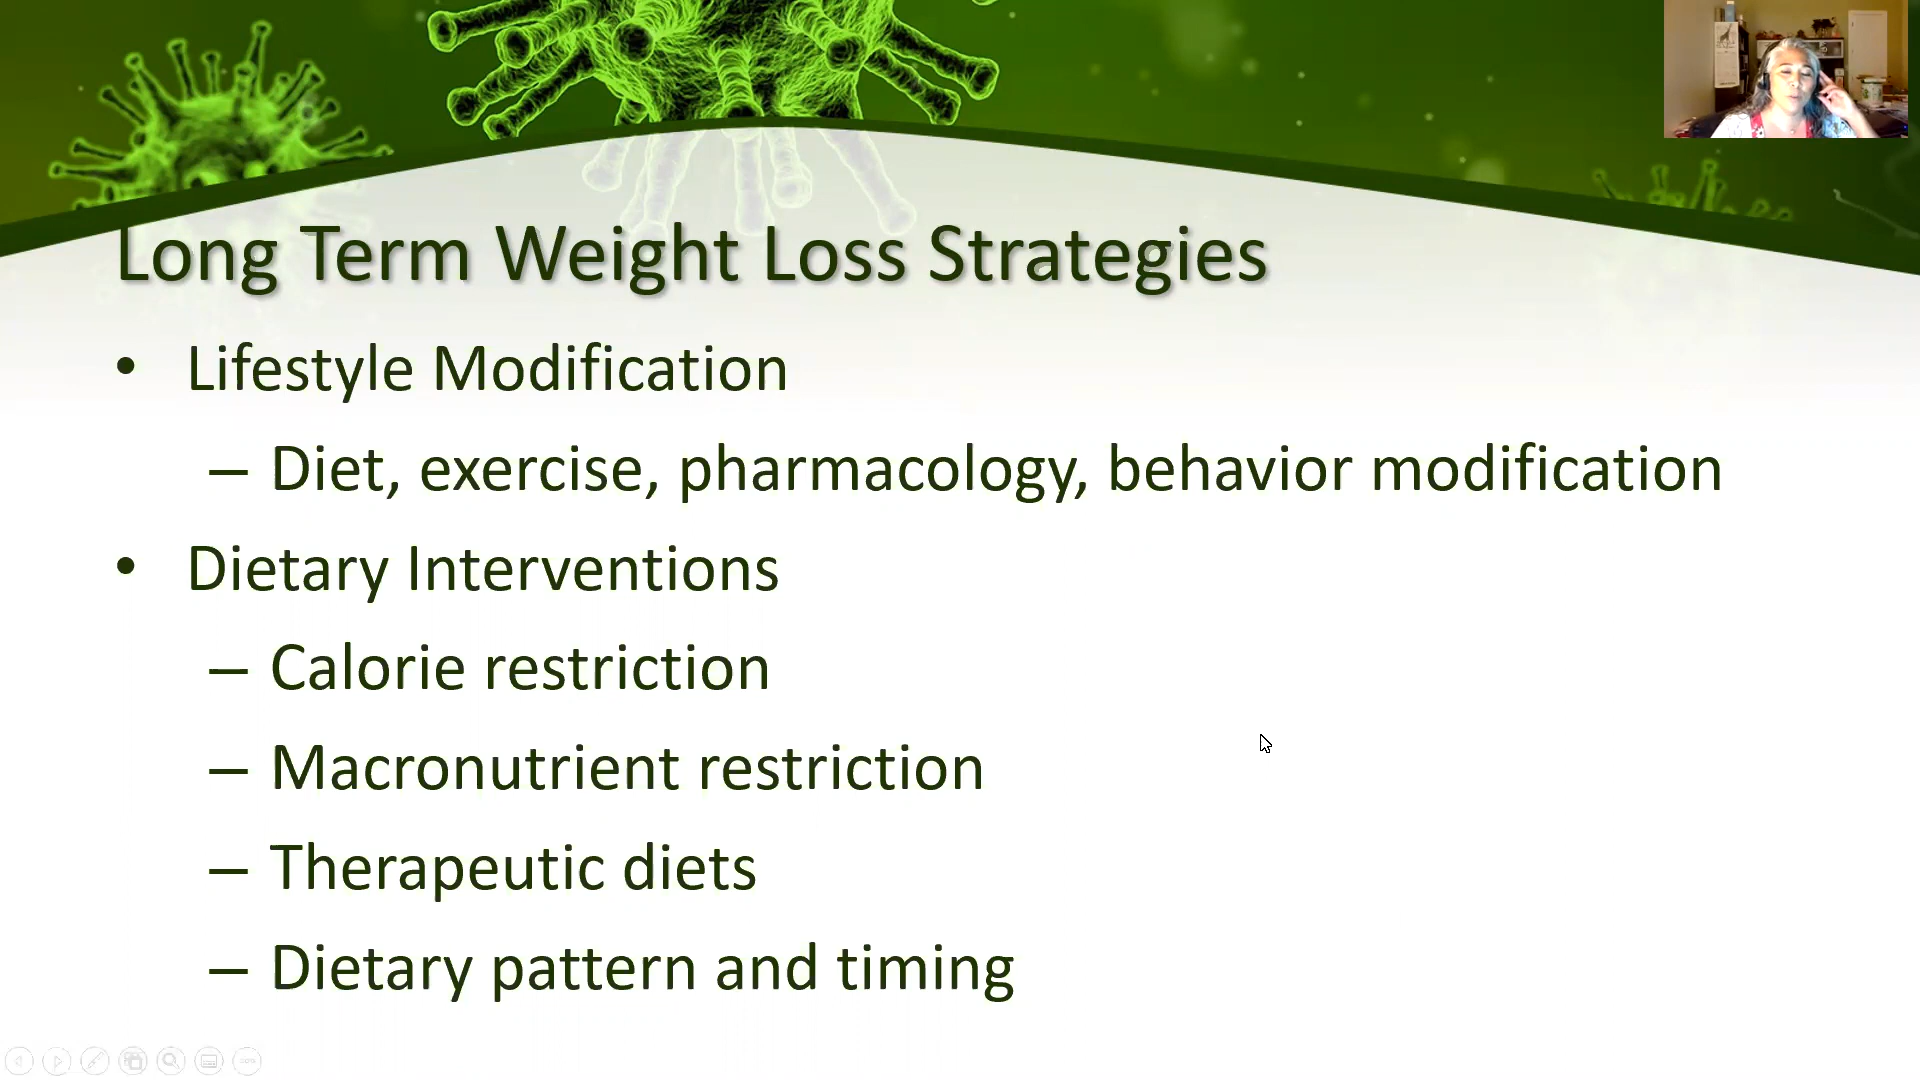 Long Term Weight Loss Strategies
• Lifestyle Modification
– Diet, exercise, pharmacology, behavior modification
• Dietary Interventions
– Calorie restriction
– Macronutrient restriction
– Therapeutic diets
– Dietary pattern and timing